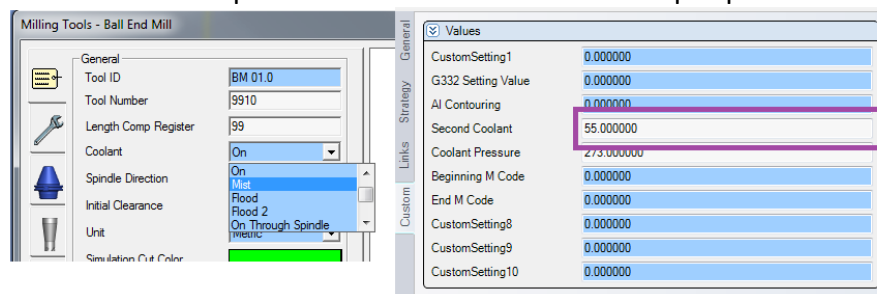 Milling Tools - Ball End Mill
General
Tool ID BM 01.0
Tool Number 9910
Length Comp Register 99
Coolant On
On
Mist
Flood
Flood 2
On Through Spindle
Spindle Direction
Initial Clearance
Unit Metric
Simulation Cut Color
General
Strategy
Links
Custom
Values
CustomSetting1 0.000000
G332 Setting Value 0.000000
AI Contouring 0.000000
Second Coolant 55.000000
Coolant Pressure 273.000000
Beginning M Code 0.000000
End M Code 0.000000
CustomSetting8 0.000000
CustomSetting9 0.000000
CustomSetting10 0.000000